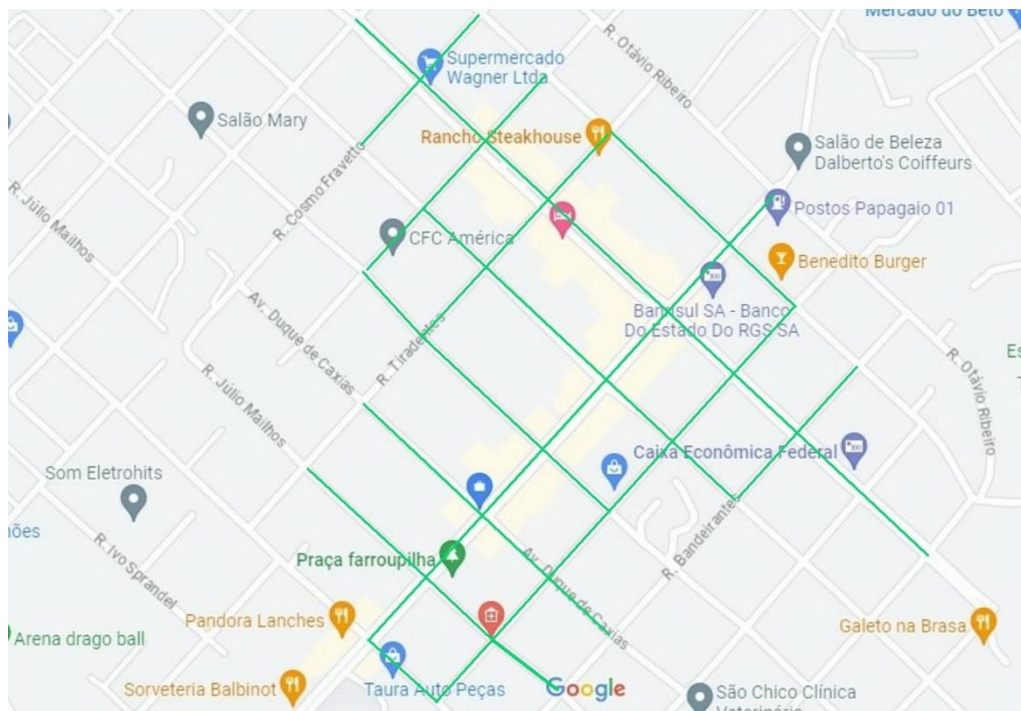 Mercado do Beto
R. Otávio Ribeiro
Supermercado
Wagner Ltda
Salão Mary
Rancho Steakhouse
Salão de Beleza
Dalberto's Coiffeurs
R. Cosmo Fravetto
R. Júlio Mailhos
Postos Papagaio 01
CFC América
Benedito Burger
Banrisul SA - Banco
Do Estado Do RGS SA
Av. Duque de Caxias
R. Tiradentes
R. Otávio Ribeiro
Es
R. Júlio Mailhos
Caixa Econômica Federal
Som Eletrohits
R. Bandeirantes
ões
R. Ivo Sprandel
Praça farroupilha
Av. Duque de Caxias
Pandora Lanches
Galeto na Brasa
Arena drago ball
Sorveteria Balbinot
Taura Auto Peças
Google
São Chico Clínica
Veterinária